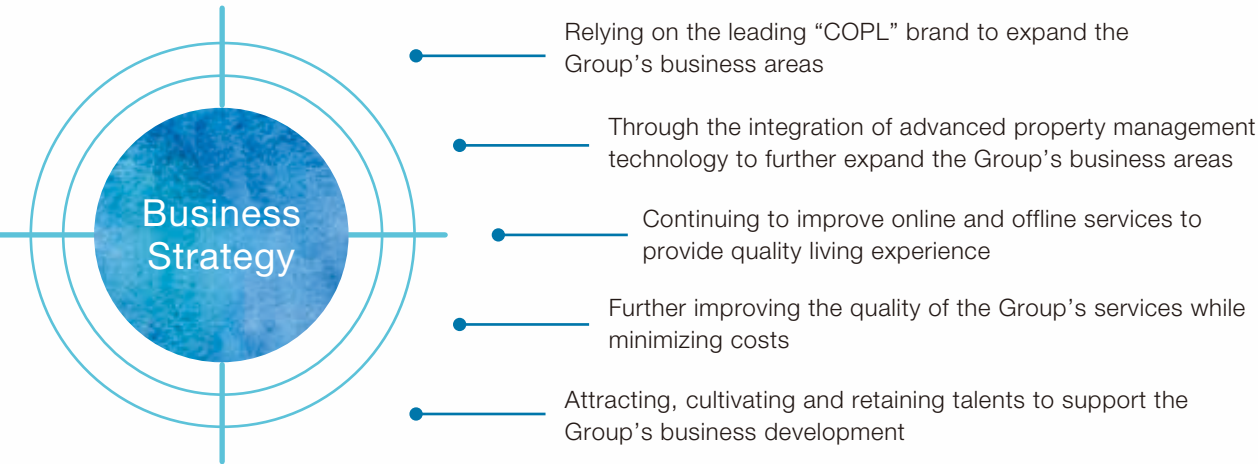 Business
Strategy
Relying on the leading “COPL” brand to expand the
Group’s business areas
Through the integration of advanced property management
technology to further expand the Group’s business areas
Continuing to improve online and offline services to
provide quality living experience
Further improving the quality of the Group’s services while
minimizing costs
Attracting, cultivating and retaining talents to support the
Group’s business development